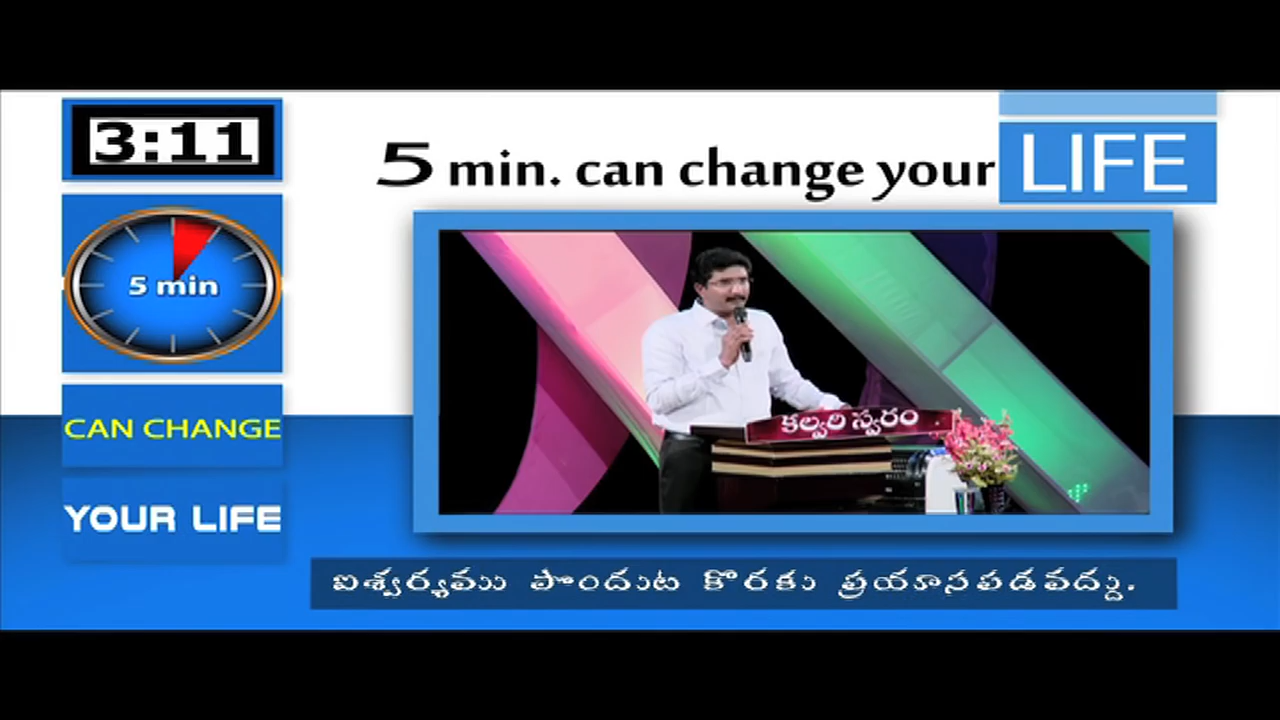 3:11
5 min. can change your LIFE
5 min
CAN CHANGE
YOUR LIFE
కల్వరి స్వరం
ఐశ్వర్యము పొందుట కొరకు ప్రయాసపడవద్దు.